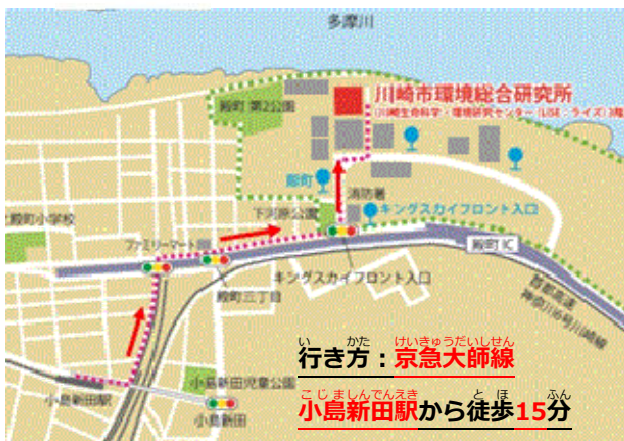 多摩川
川崎市環境総合研究所
(川崎生命科学・環境研究センター(LiSE:ライズ)3階)
殿町 第2公園
殿町
消防署
下河原公園
キングスカイフロント入口
殿町小学校
ファミリーマート
殿町IC
キングスカイフロント入口
殿町三丁目
首都高速
神奈川6号川崎線
い かた けいきゅうだいしせん
行き方:京急大師線
小島新田児童公園
こじましんでんえき とほ ふん
小島新田駅から徒歩15分
小島新田駅
小島新田